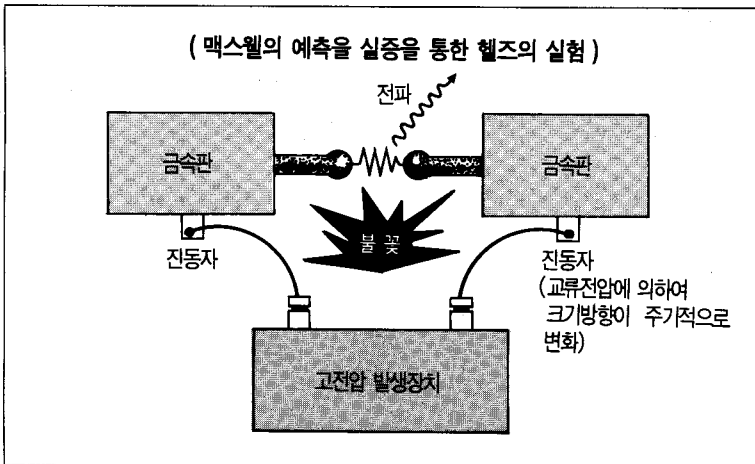 ( 맥스웰의 예측을 실증을 통한 헬즈의 실험 )
전파
금속판
금속판
불 꽃
진동자
진동자
(교류전압에 의하여
크기방향이 주기적으로
변화)
고전압 발생장치